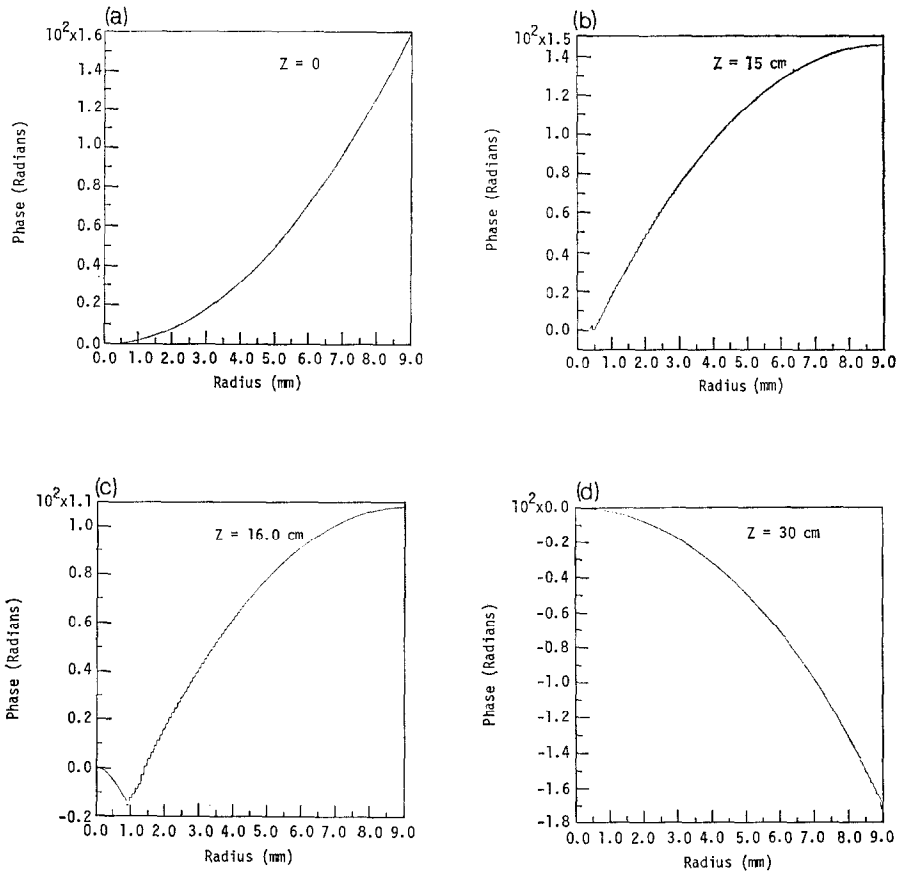 (a)
10²x1.6
1.4
1.2
1.0
0.8
0.6
0.4
0.2
0.0
Z = 0
Phase (Radians)
0.0 1.0 2.0 3.0 4.0 5.0 6.0 7.0 8.0 9.0
Radius (mm)
(b)
10²x1.5
1.4
1.2
1.0
0.8
0.6
0.4
0.2
0.0
Z = 15 cm
Phase (Radians)
0.0 1.0 2.0 3.0 4.0 5.0 6.0 7.0 8.0 9.0
Radius (mm)
(c)
10²x1.1
1.0
0.8
0.6
0.4
0.2
0.0
-0.2
Z = 16.0 cm
Phase (Radians)
0.0 1.0 2.0 3.0 4.0 5.0 6.0 7.0 8.0 9.0
Radius (mm)
(d)
10²x0.0
-0.2
-0.4
-0.6
-0.8
-1.0
-1.2
-1.4
-1.6
-1.8
Z = 30 cm
Phase (Radians)
0.0 1.0 2.0 3.0 4.0 5.0 6.0 7.0 8.0 9.0
Radius (mm)